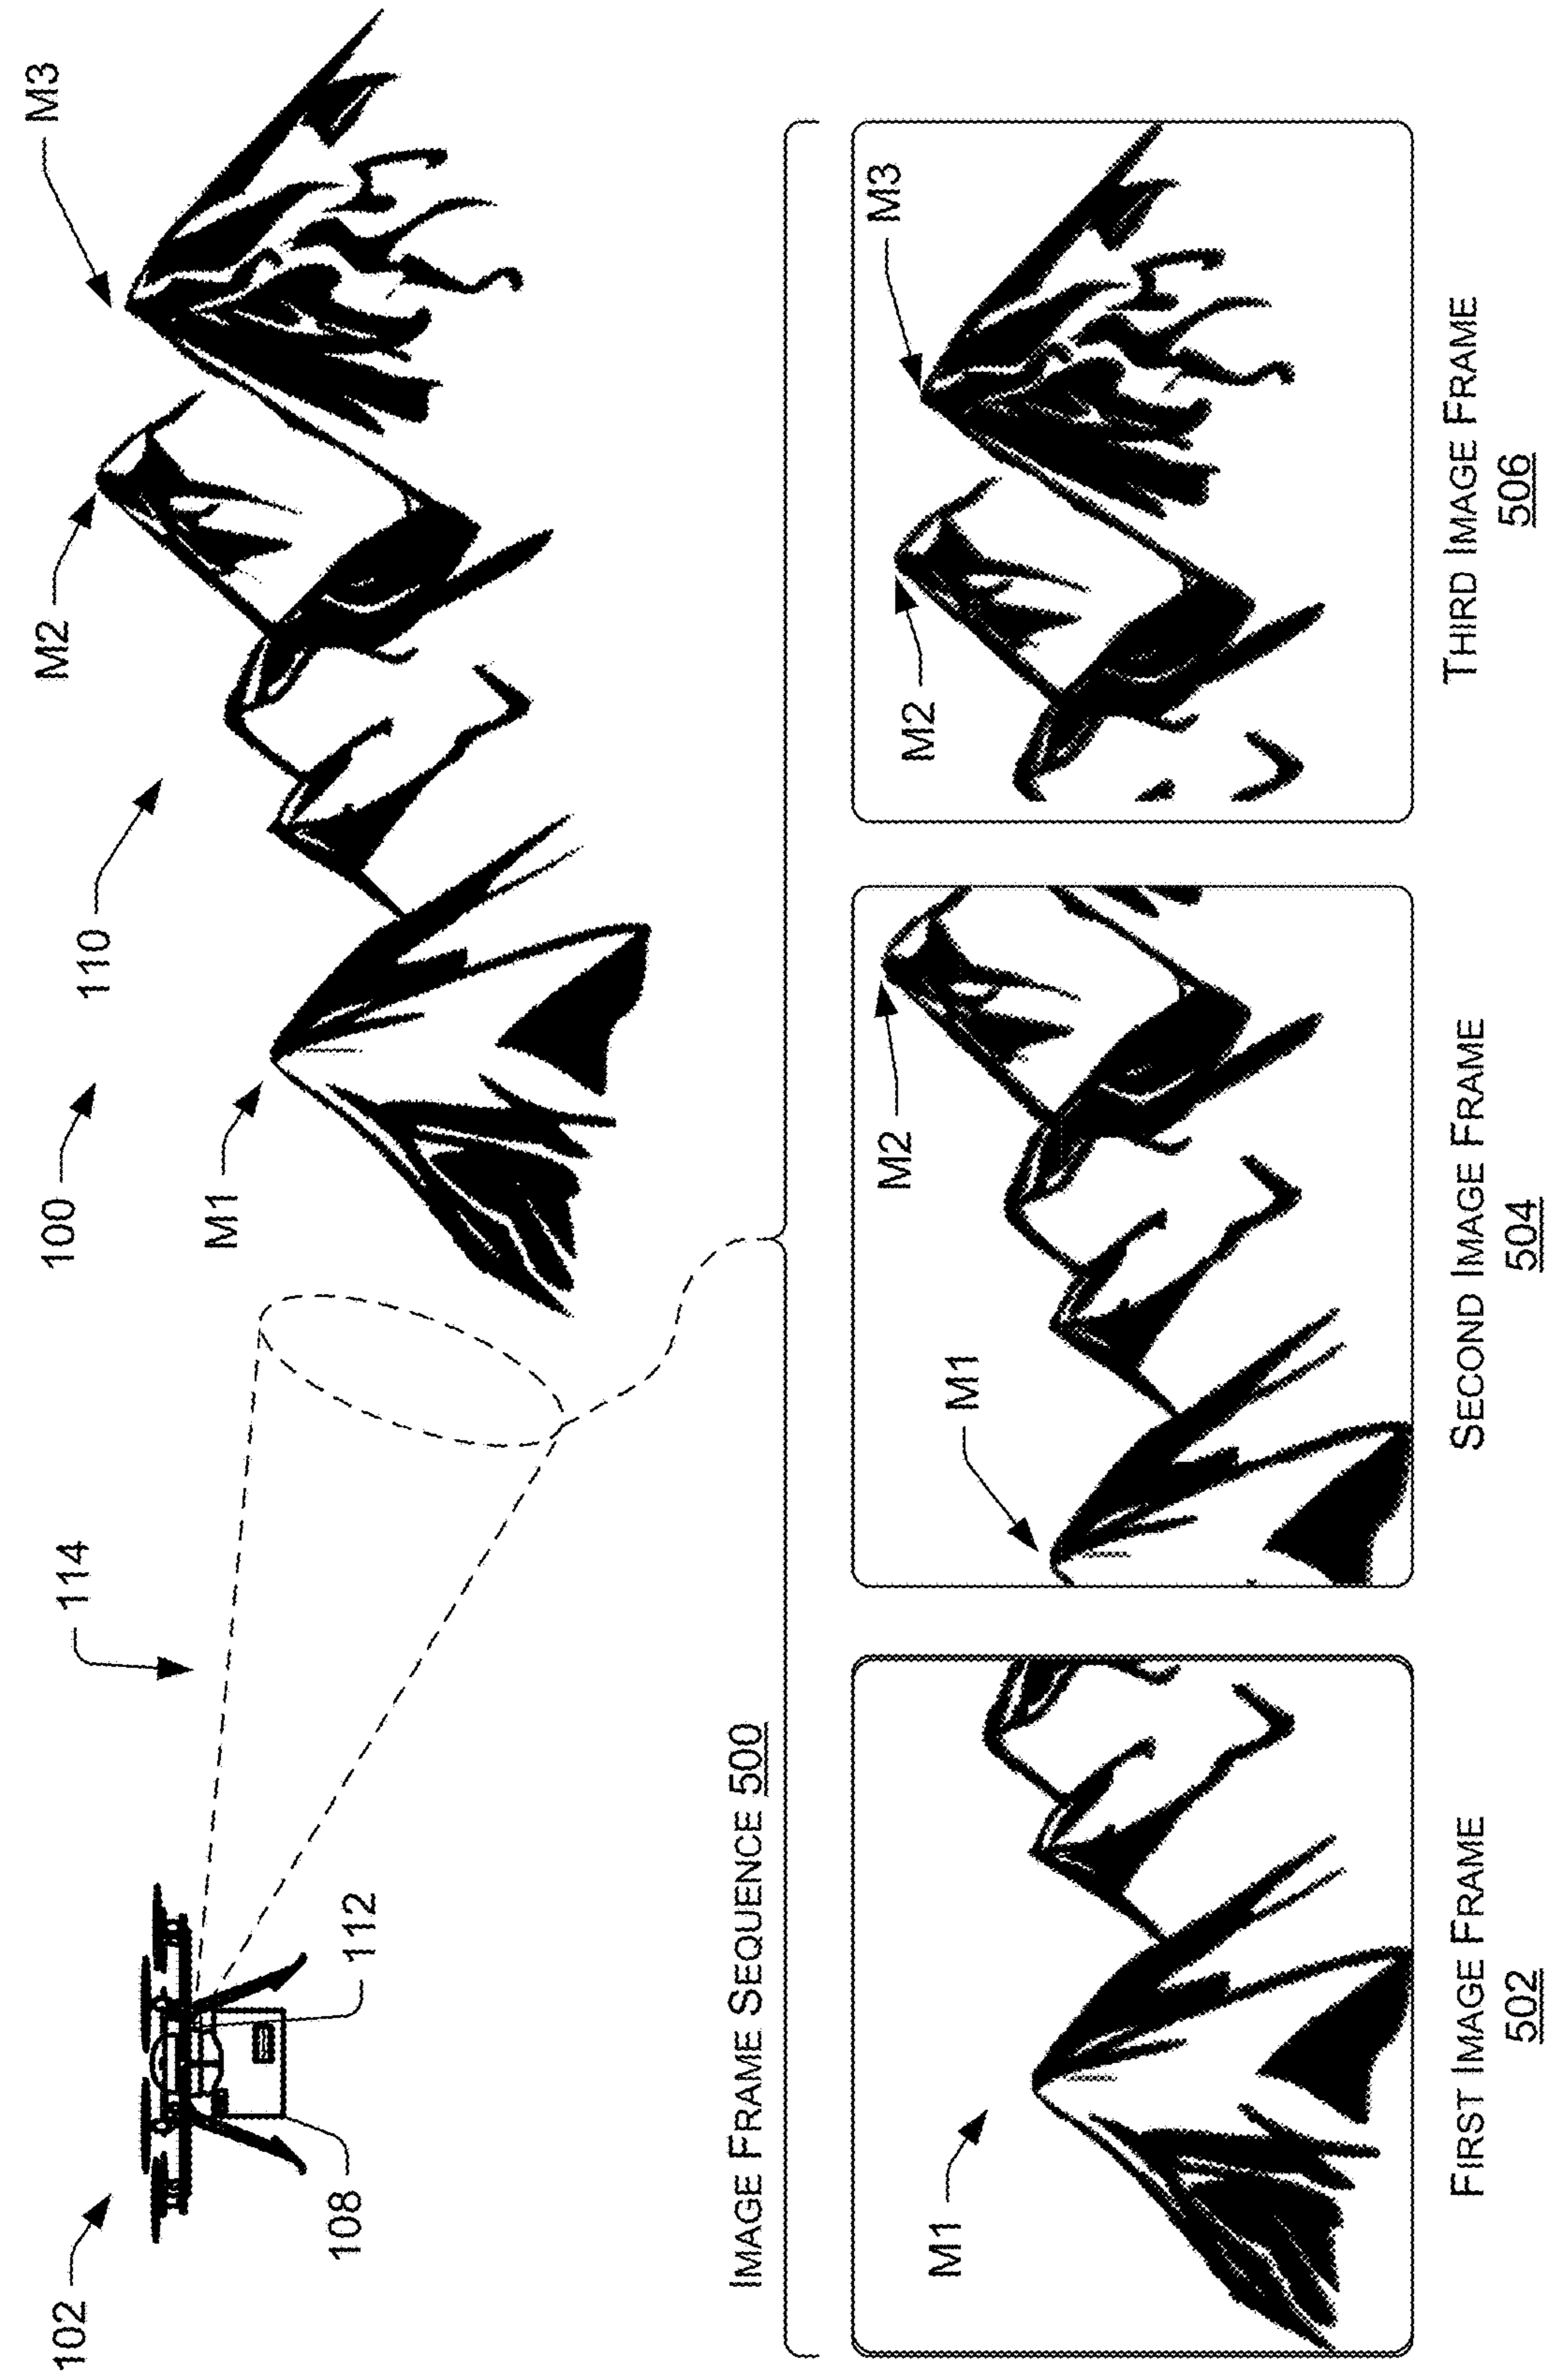 102
108
112
114
100
110
M1
M2
M3
IMAGE FRAME SEQUENCE 500
M1
M1
M2
M2
M3
FIRST IMAGE FRAME
502
SECOND IMAGE FRAME
504
THIRD IMAGE FRAME
506